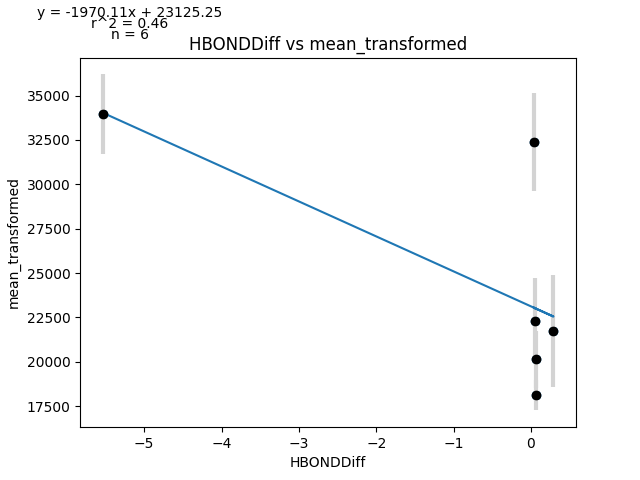 y = -1970.11x + 23125.25
r^2 = 0.46
n = 6
HBONDDiff vs mean_transformed
mean_transformed
35000
32500
30000
27500
25000
22500
20000
17500
−5
−4
−3
−2
−1
0
HBONDDiff